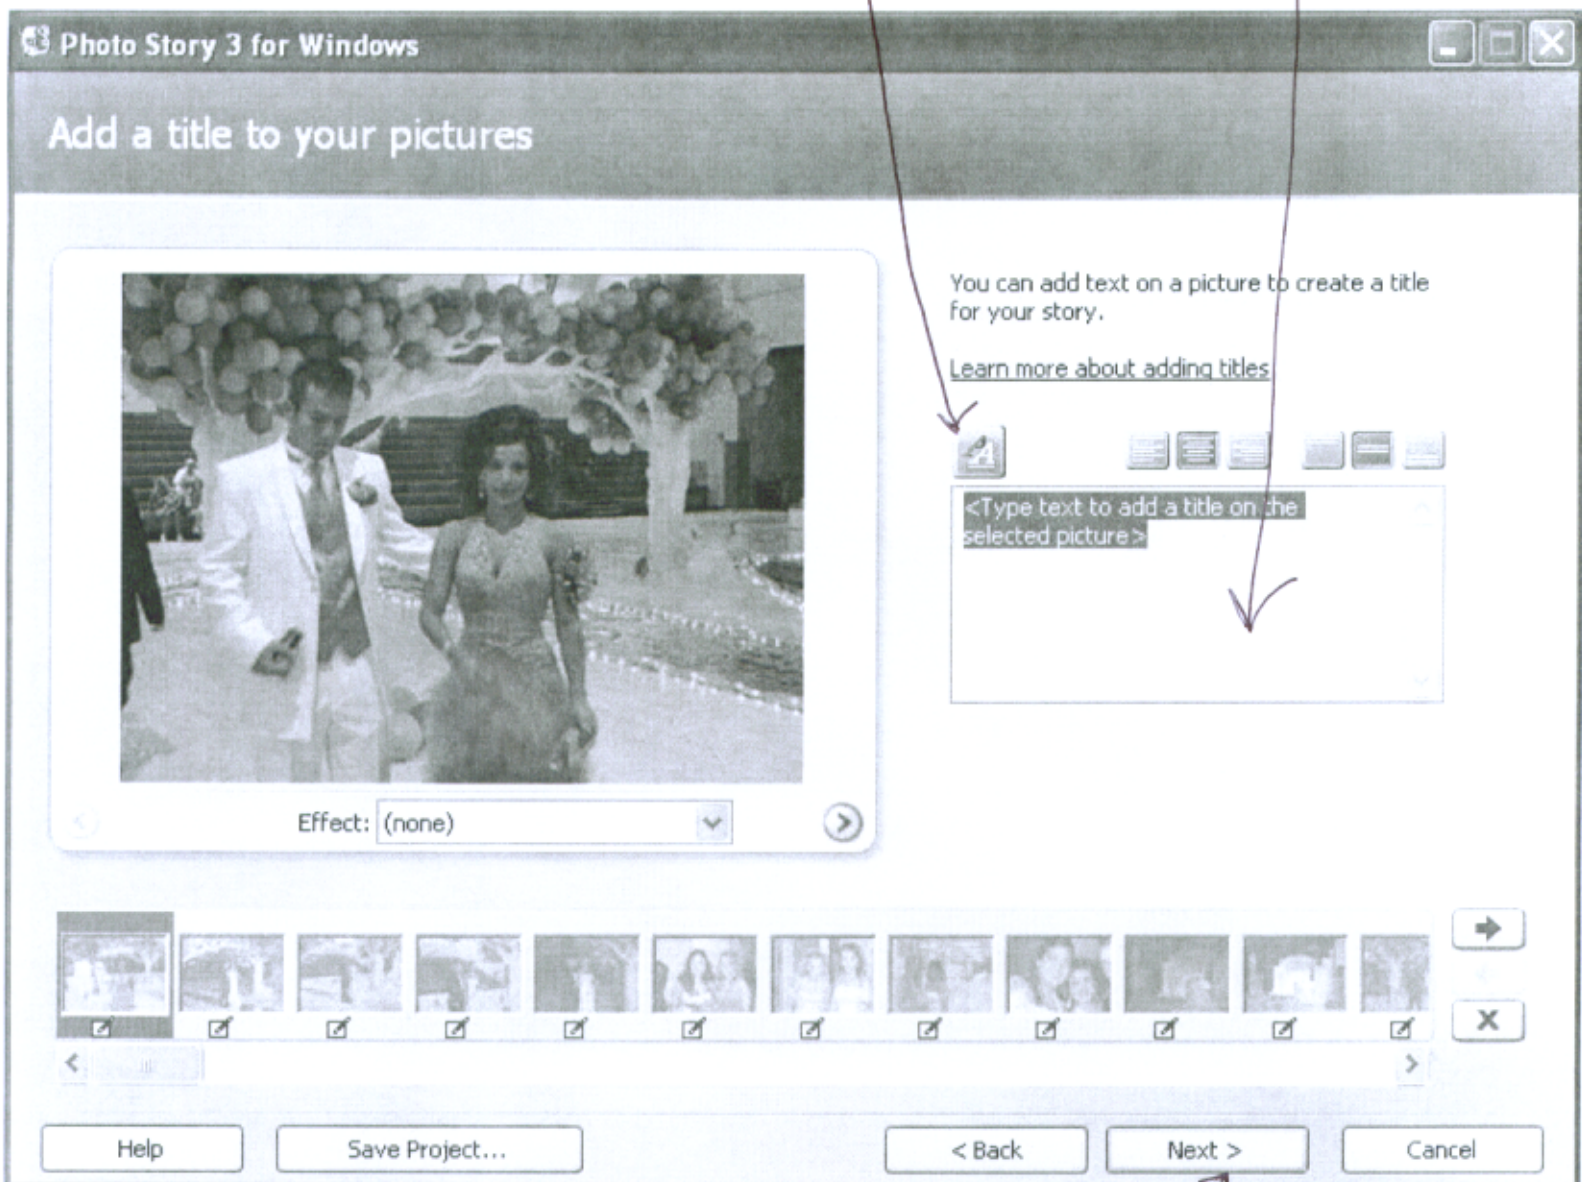 Photo Story 3 for Windows
Add a title to your pictures
You can add text on a picture to create a title
for your story.
Learn more about adding titles
<Type text to add a title on the
selected picture>
Effect: (none)
Help
Save Project...
< Back
Next >
Cancel